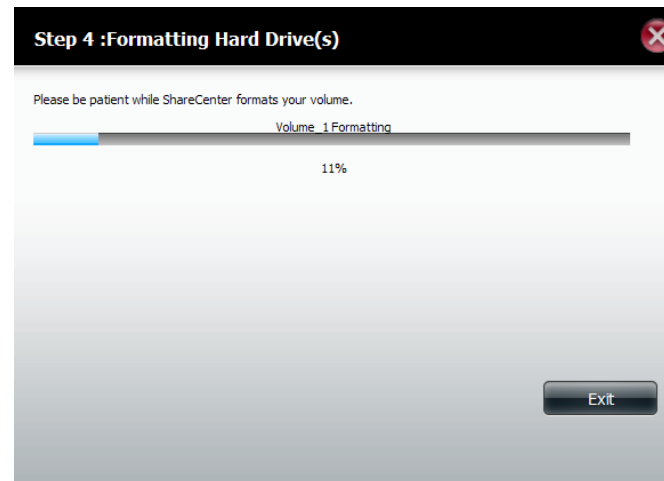 Step 4 :Formatting Hard Drive(s)
Please be patient while ShareCenter formats your volume.
Volume_1 Formatting
11%
Exit